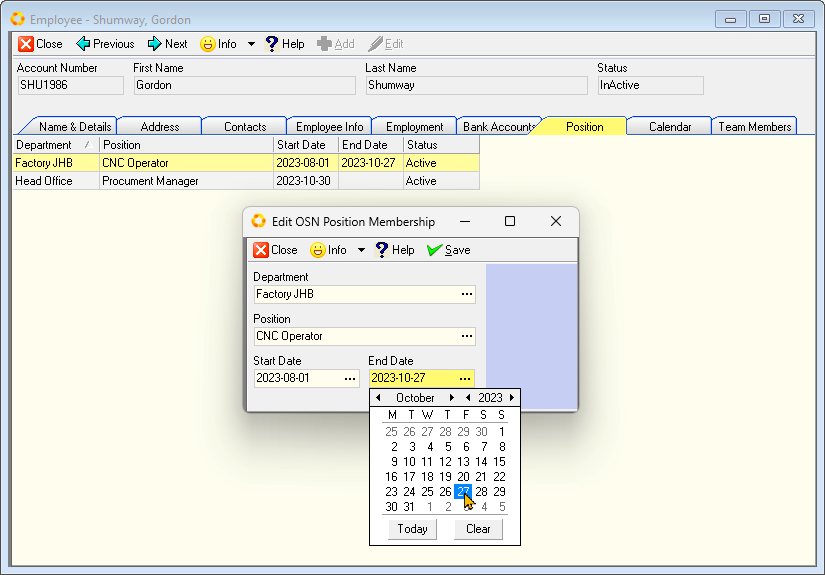 Employee - Shumway, Gordon
Close Previous Next Info Help Add Edit
Account Number First Name Last Name Status
SHU1986 Gordon Shumway InActive
Name & Details Address Contacts Employee Info Employment Bank Accounts Position Calendar Team Members
Department Position Start Date End Date Status
Factory JHB CNC Operator 2023-08-01 2023-10-27 Active
Head Office Procument Manager 2023-10-30 Active
Edit OSN Position Membership
Close Info Help Save
Department
Factory JHB ...
Position
CNC Operator ...
Start Date End Date
2023-08-01 ... 2023-10-27 ...
October 2023
M T W T F S S
25 26 27 28 29 30 1
2 3 4 5 6 7 8
9 10 11 12 13 14 15
16 17 18 19 20 21 22
23 24 25 26 27 28 29
30 31 1 2 3 4 5
Today Clear